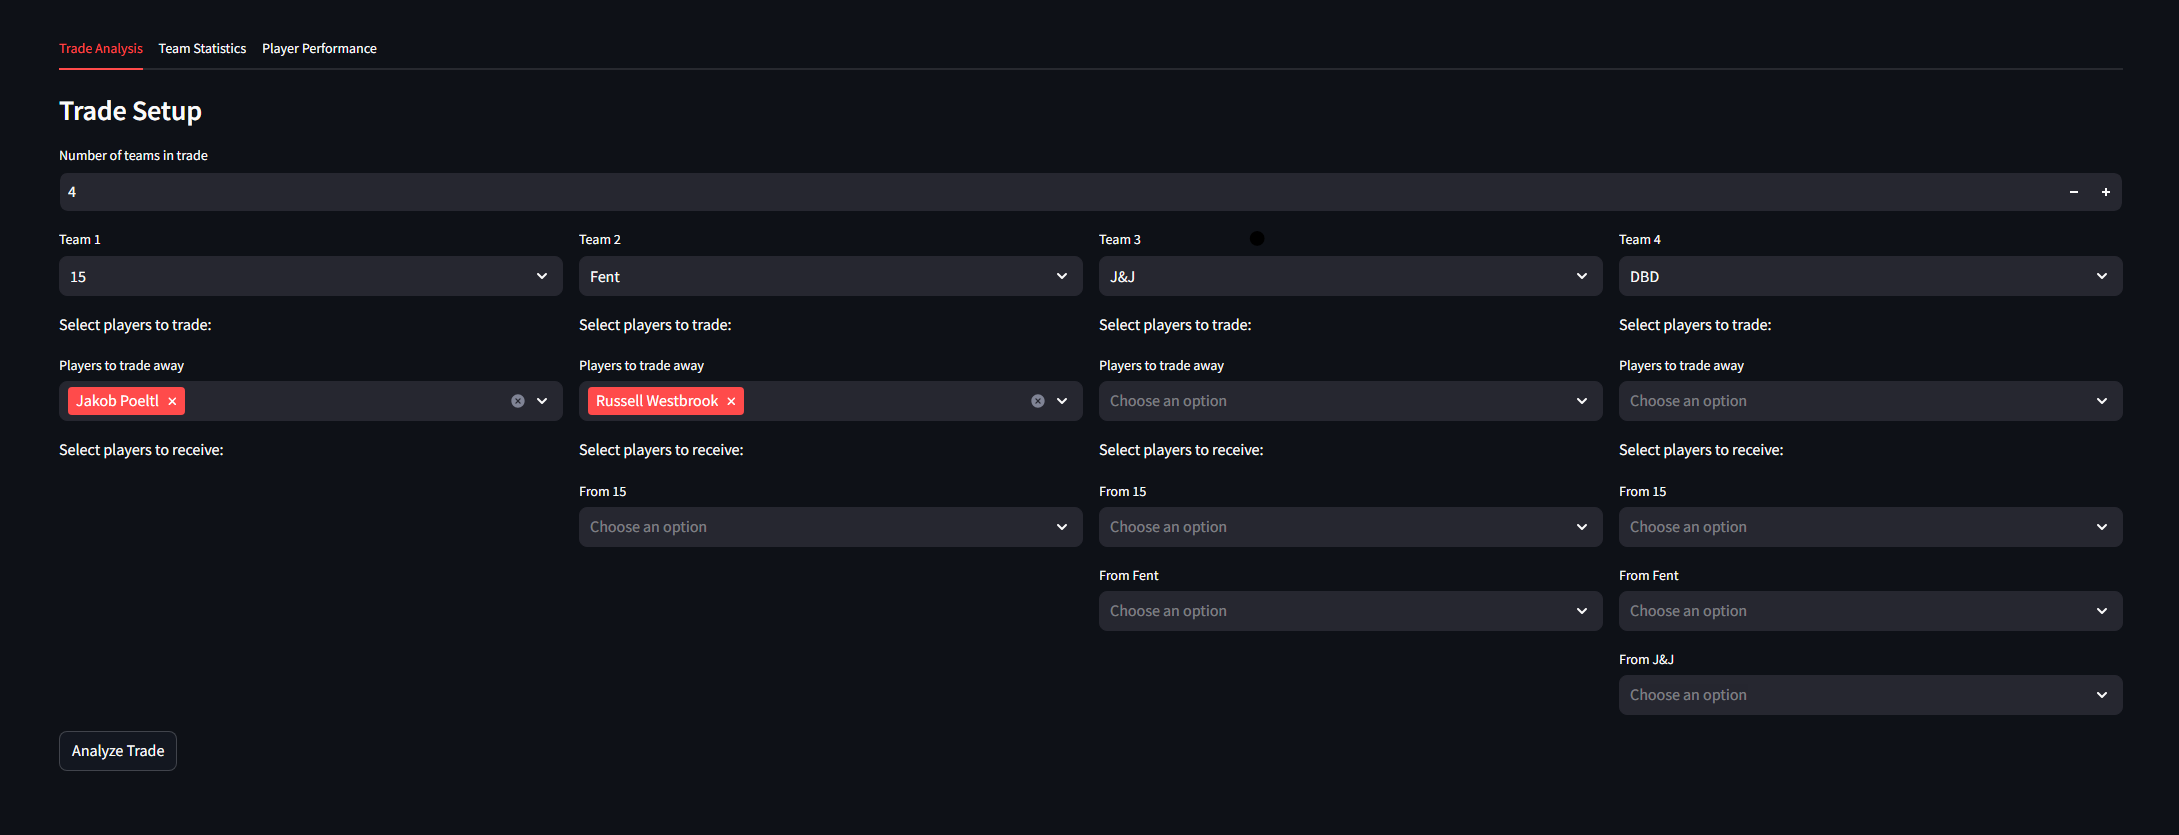 Trade Analysis Team Statistics Player Performance
Trade Setup
Number of teams in trade
4
Team 1 Team 2 Team 3 Team 4
15 Fent J&J DBD
Select players to trade: Select players to trade: Select players to trade: Select players to trade:
Players to trade away Players to trade away Players to trade away Players to trade away
Jakob Poeltl Russell Westbrook Choose an option Choose an option
Select players to receive: Select players to receive: Select players to receive: Select players to receive:
From 15 From 15 From 15
Choose an option Choose an option Choose an option
From Fent From Fent
Choose an option Choose an option
From J&J
Choose an option
Analyze Trade